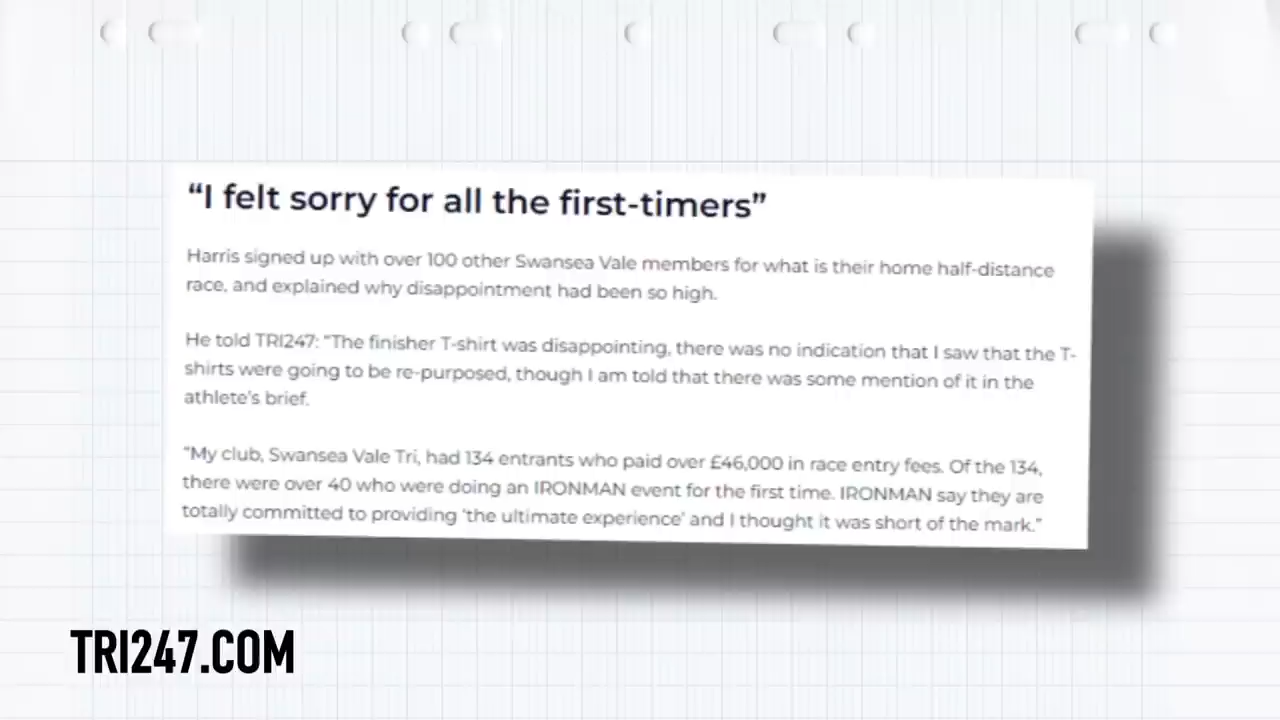 “I felt sorry for all the first-timers”
Harris signed up with over 100 other Swansea Vale members for what is their home half-distance
race, and explained why disappointment had been so high.
He told TRI247: “The finisher T-shirt was disappointing, there was no indication that I saw that the T-
shirts were going to be re-purposed, though I am told that there was some mention of it in the
athlete’s brief.
“My club, Swansea Vale Tri, had 134 entrants who paid over £46,000 in race entry fees. Of the 134,
there were over 40 who were doing an IRONMAN event for the first time. IRONMAN say they are
totally committed to providing ‘the ultimate experience’ and I thought it was short of the mark.”
TRI247.COM